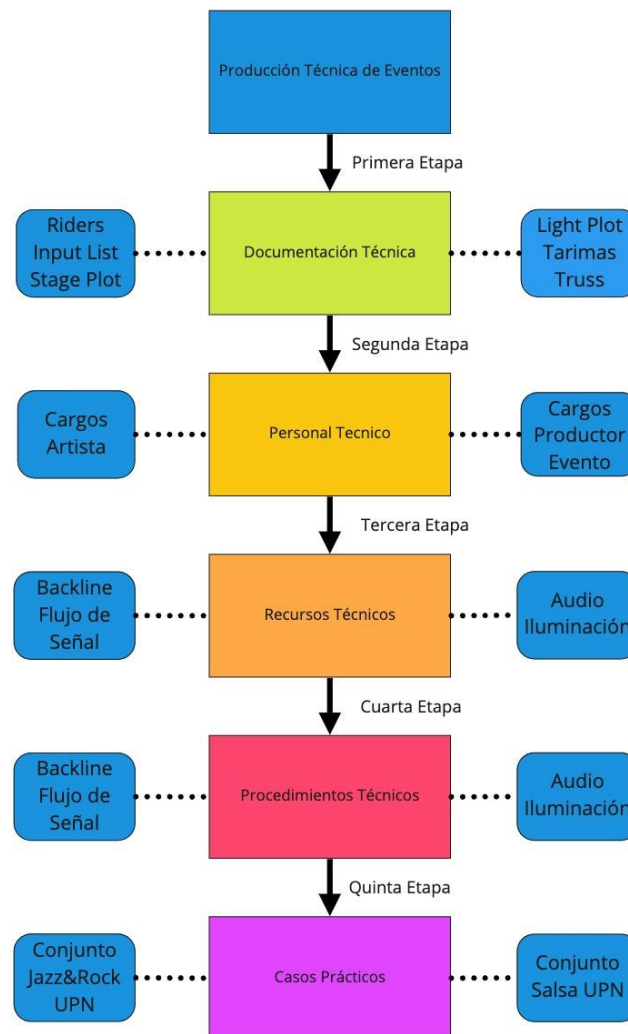 Producción Técnica de Eventos
Primera Etapa
Riders
Input List
Stage Plot
Documentación Técnica
Light Plot
Tarimas
Truss
Segunda Etapa
Cargos
Artista
Personal Tecnico
Cargos
Productor
Evento
Tercera Etapa
Backline
Flujo de
Señal
Recursos Técnicos
Audio
Iluminación
Cuarta Etapa
Backline
Flujo de
Señal
Procedimientos Técnicos
Audio
Iluminación
Quinta Etapa
Conjunto
Jazz&Rock
UPN
Casos Prácticos
Conjunto
Salsa UPN